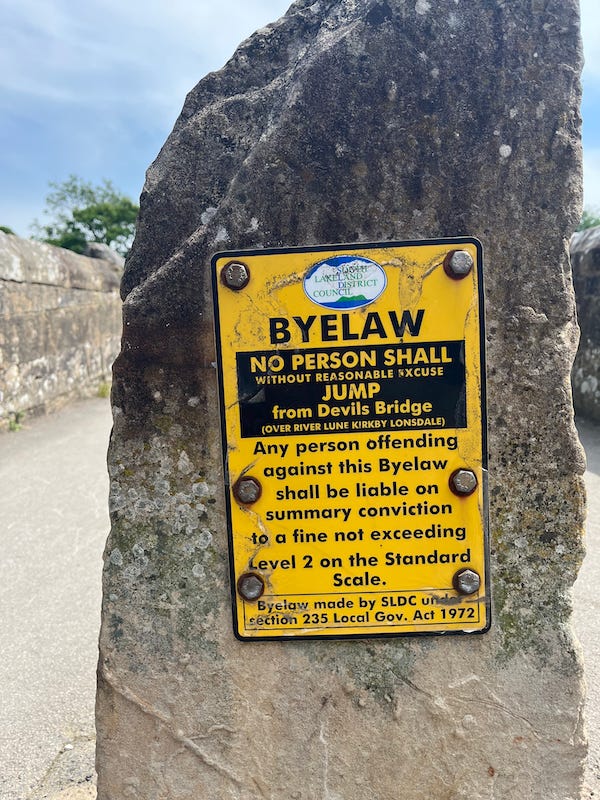 SOUTH
LAKELAND
DISTRICT
COUNCIL
BYELAW
NO PERSON SHALL
WITHOUT REASONABLE EXCUSE
JUMP
from Devils Bridge
(OVER RIVER LUNE KIRKBY LONSDALE)
Any person offending
against this Byelaw
shall be liable on
summary conviction
to a fine not exceeding
Level 2 on the Standard
Scale.
Byelaw made by SLDC under
section 235 Local Gov. Act 1972